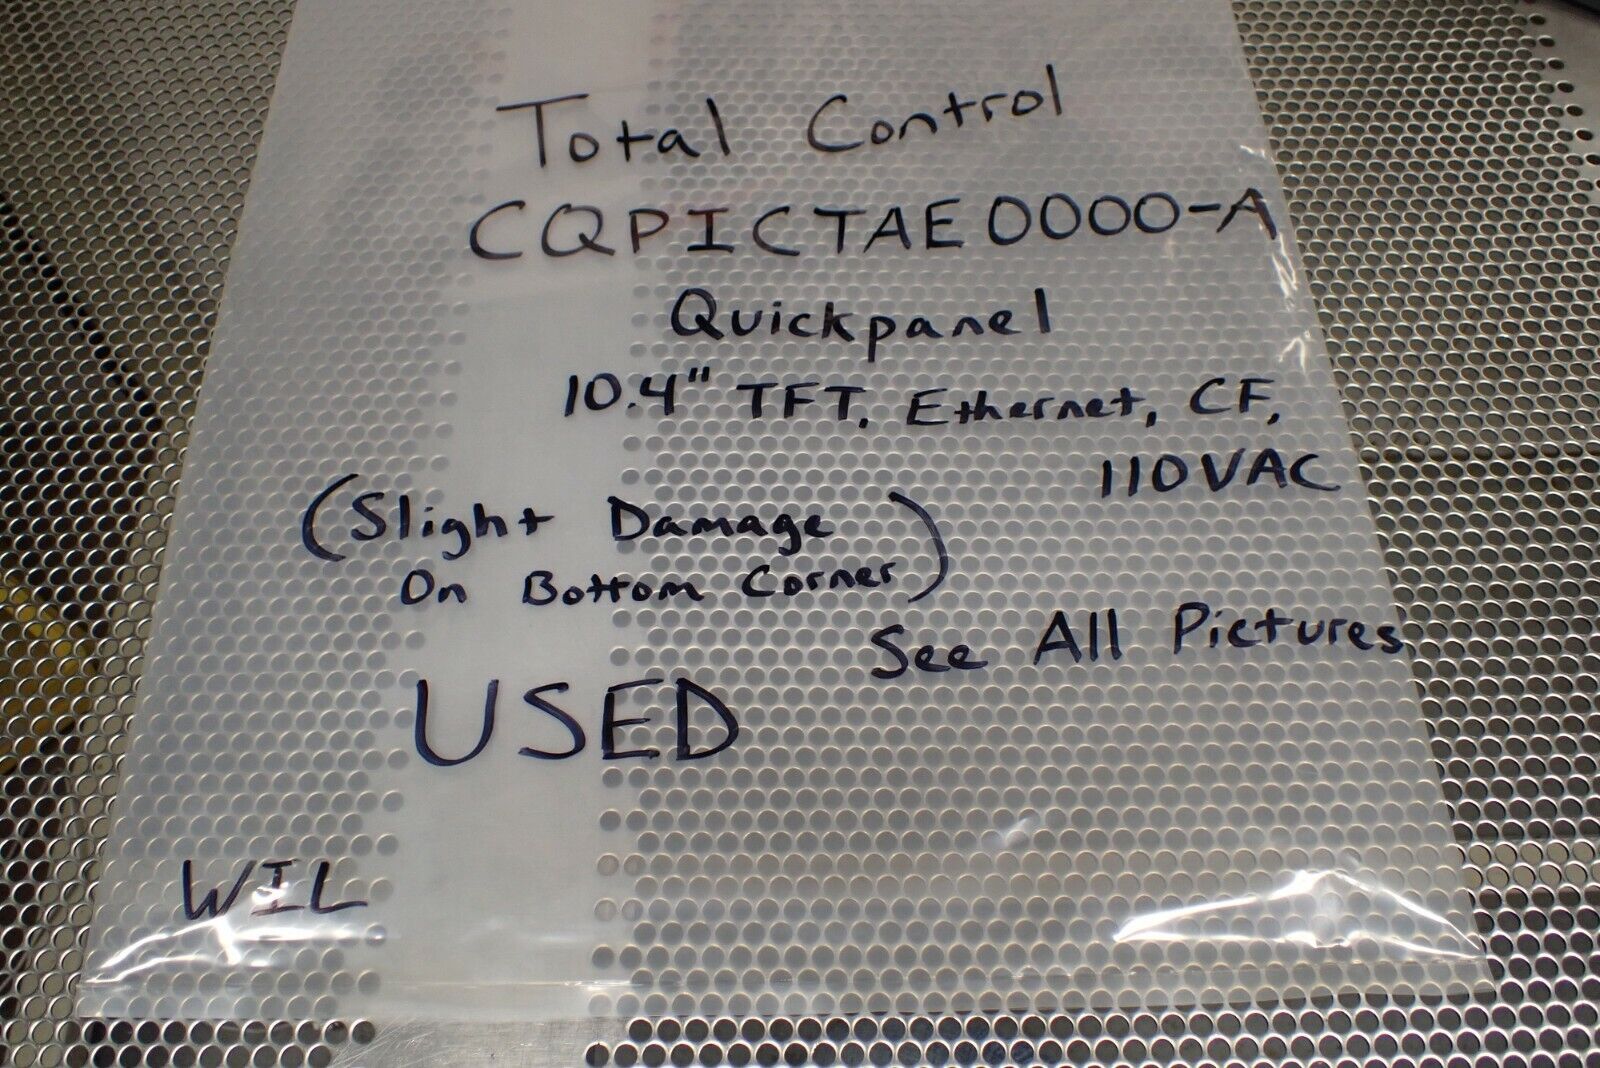 Total Control
CQPICTAE0000-A
Quickpanel
10.4" TFT, Ethernet, CF,
110VAC
(Slight Damage
On Bottom Corner)
See All Pictures
USED
WIL